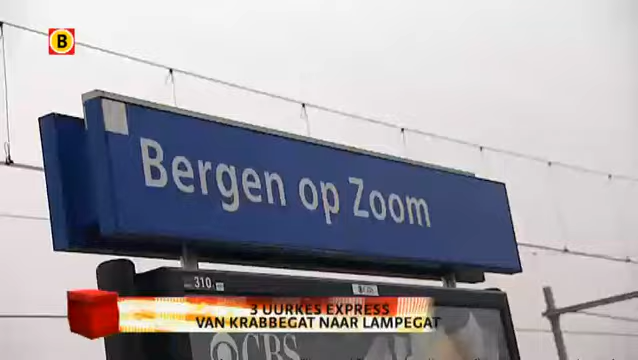 B
Bergen op Zoom
310
3 UURKES EXPRESS
VAN KRABBEGAT NAAR LAMPEGAT
CBS